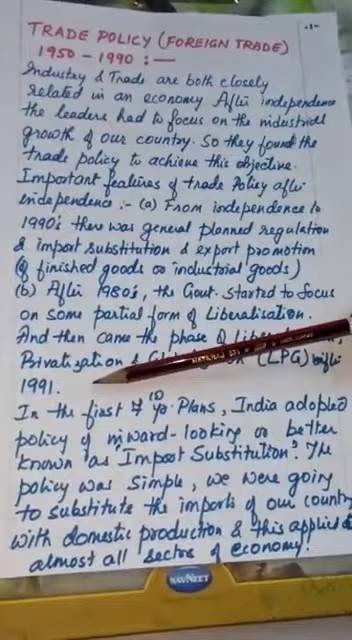 -1-
TRADE POLICY (FOREIGN TRADE)
1950 - 1990 :-
Industry & Trade are both closely
related in an economy After independence
the leaders had to focus on the industrial
growth of our country. So they found the
trade policy to achieve this objective.
Important features of trade Policy after
independence :- (a) From independence to
1990's there was general planned regulation
& import substitution & export promotion
(of finished goods or industrial goods)
(b) After 1980's, the Govt. started to focus
on some partial form of Liberalisation.
And then came the phase of
Privatisation & (LPG)
1991.
In the first 7 (5) yr. Plans, India adopted
policy of inward-looking or better
known as "Import Substitution". The
policy was simple, we were going
to substitute the imports of our country
with domestic production & this applied
almost all sectors of economy.
NAVNEET